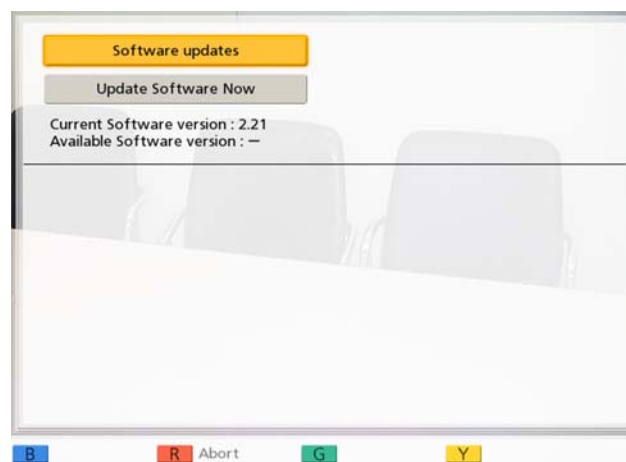 Software updates
Update Software Now
Current Software version : 2.21
Available Software version : —
B R Abort G Y